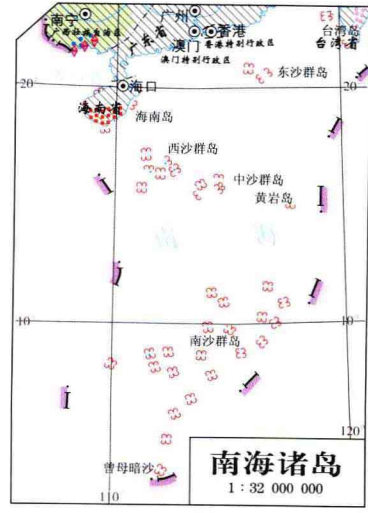 南宁
广州
广西壮族自治区
广东省
香港
澳门
香港特别行政区
澳门特别行政区
台湾岛
台湾省
东沙群岛
20
20
海口
海南省
海南岛
西沙群岛
中沙群岛
黄岩岛
南海
10
10
南沙群岛
曾母暗沙
110
120
南海诸岛
1:32 000 000